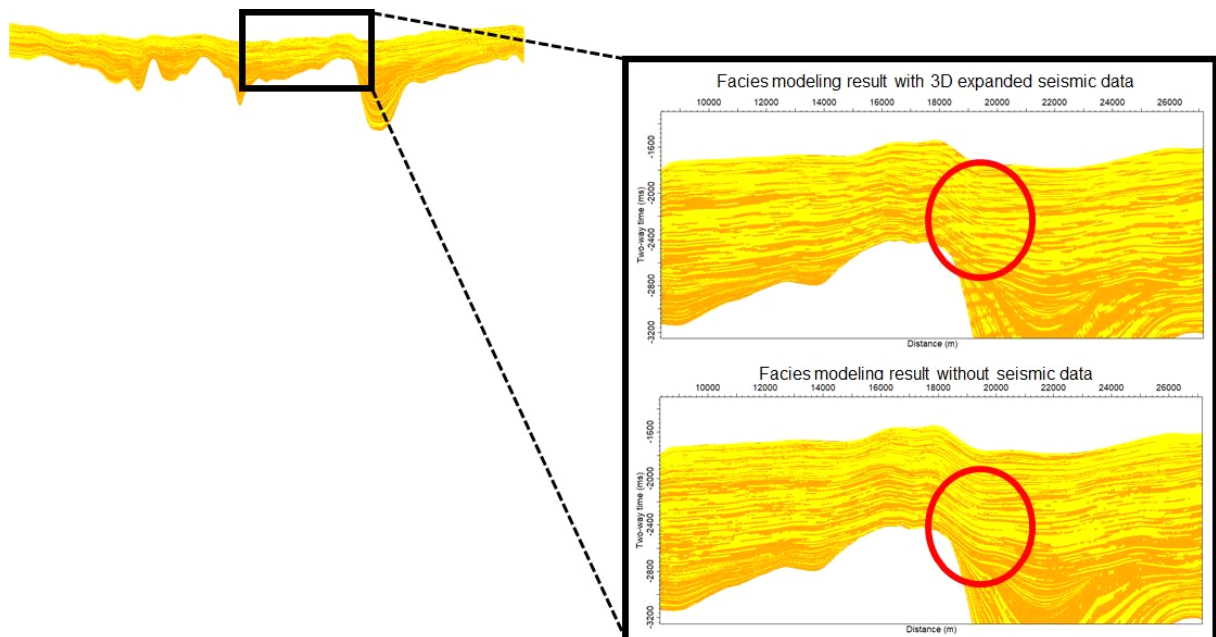 Facies modeling result with 3D expanded seismic data
10000 12000 14000 16000 18000 20000 22000 24000 26000
-1600
-2000
-2400
-2800
-3200
Two-way time (ms)
Distance (m)
Facies modeling result without seismic data
10000 12000 14000 16000 18000 20000 22000 24000 26000
-1600
-2000
-2400
-2800
-3200
Two-way time (ms)
Distance (m)